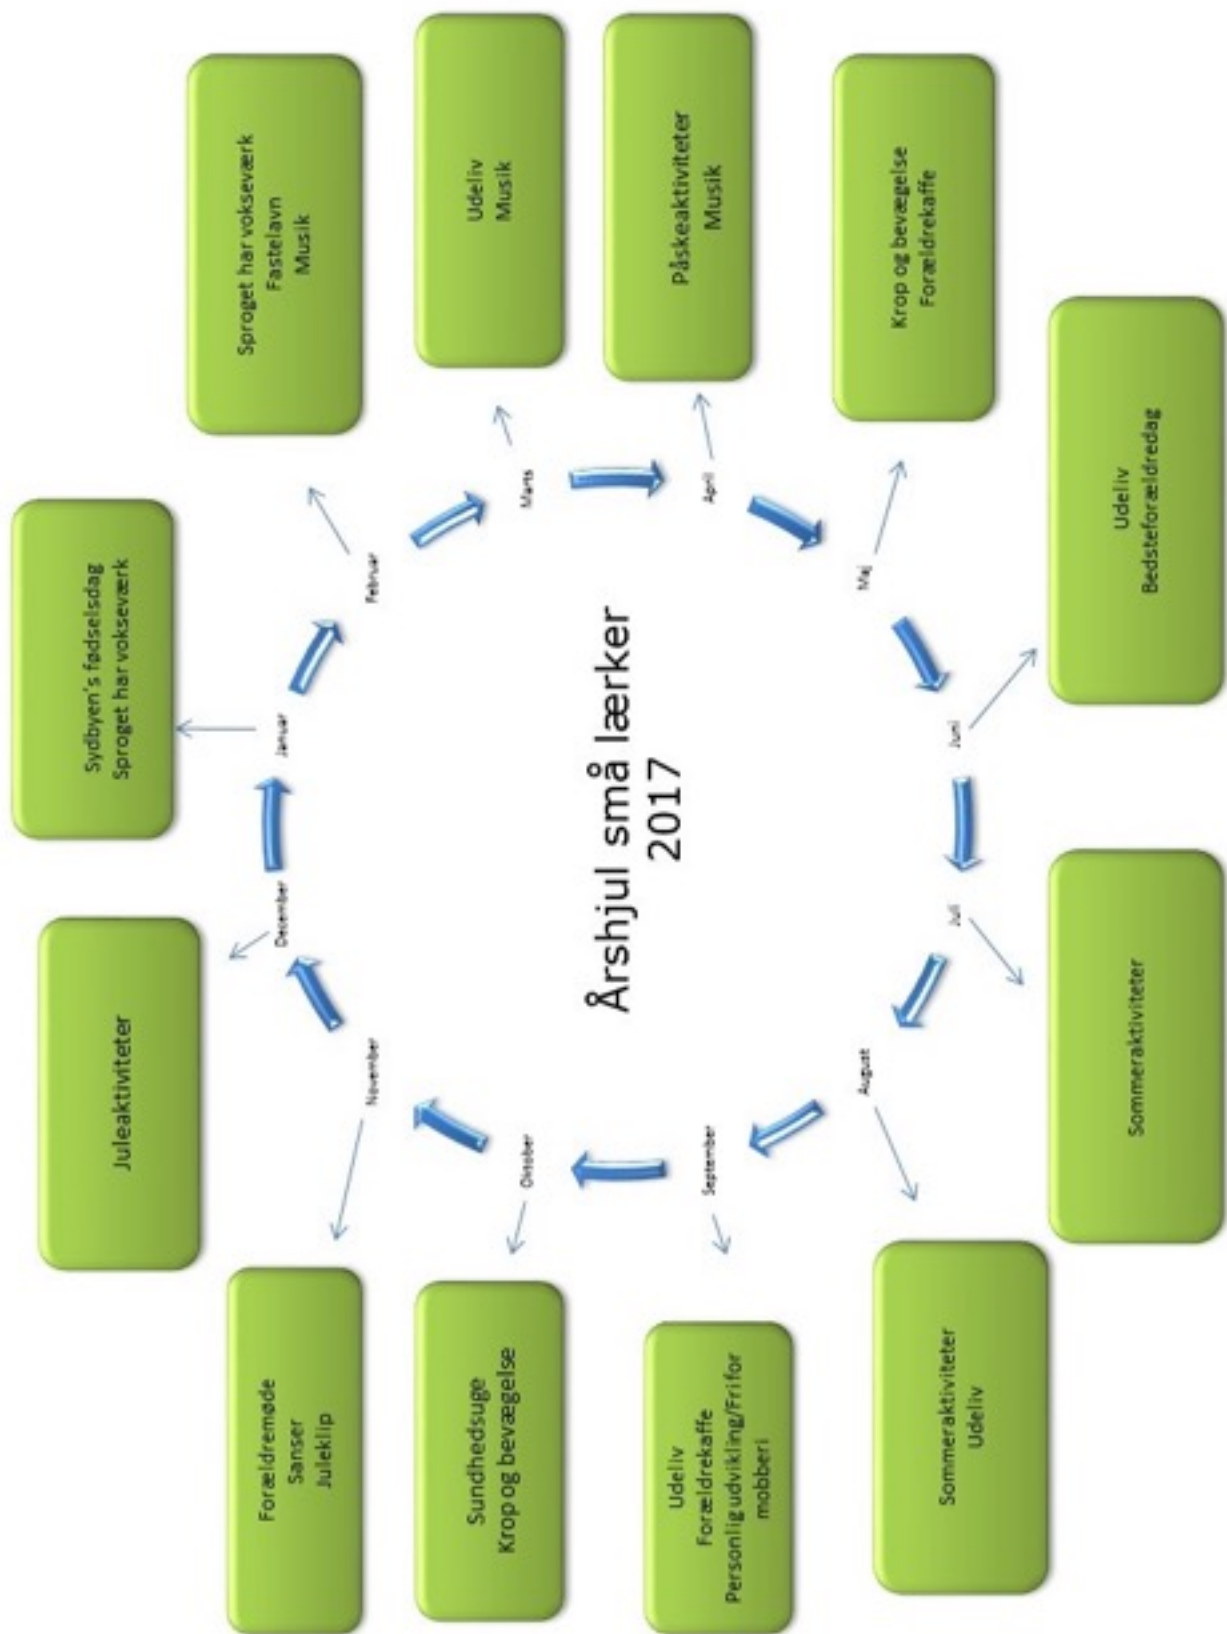 Årshjul små lærker
2017
Januar
Sydbyen's fødselsdag
Sproget har vokseværk
Februar
Sproget har vokseværk
Fastelavn
Musik
Marts
Udeliv
Musik
April
Påskeaktiviteter
Musik
Maj
Krop og bevægelse
Forældrekaffe
Juni
Udeliv
Bedsteforældredag
Juli
Sommeraktiviteter
August
Sommeraktiviteter
Udeliv
September
Udeliv
Forældrekaffe
Personlig udvikling/Fri for
mobberi
Oktober
Sundhedsuge
Krop og bevægelse
November
Forældremøde
Sanser
Juleklip
December
Juleaktiviteter